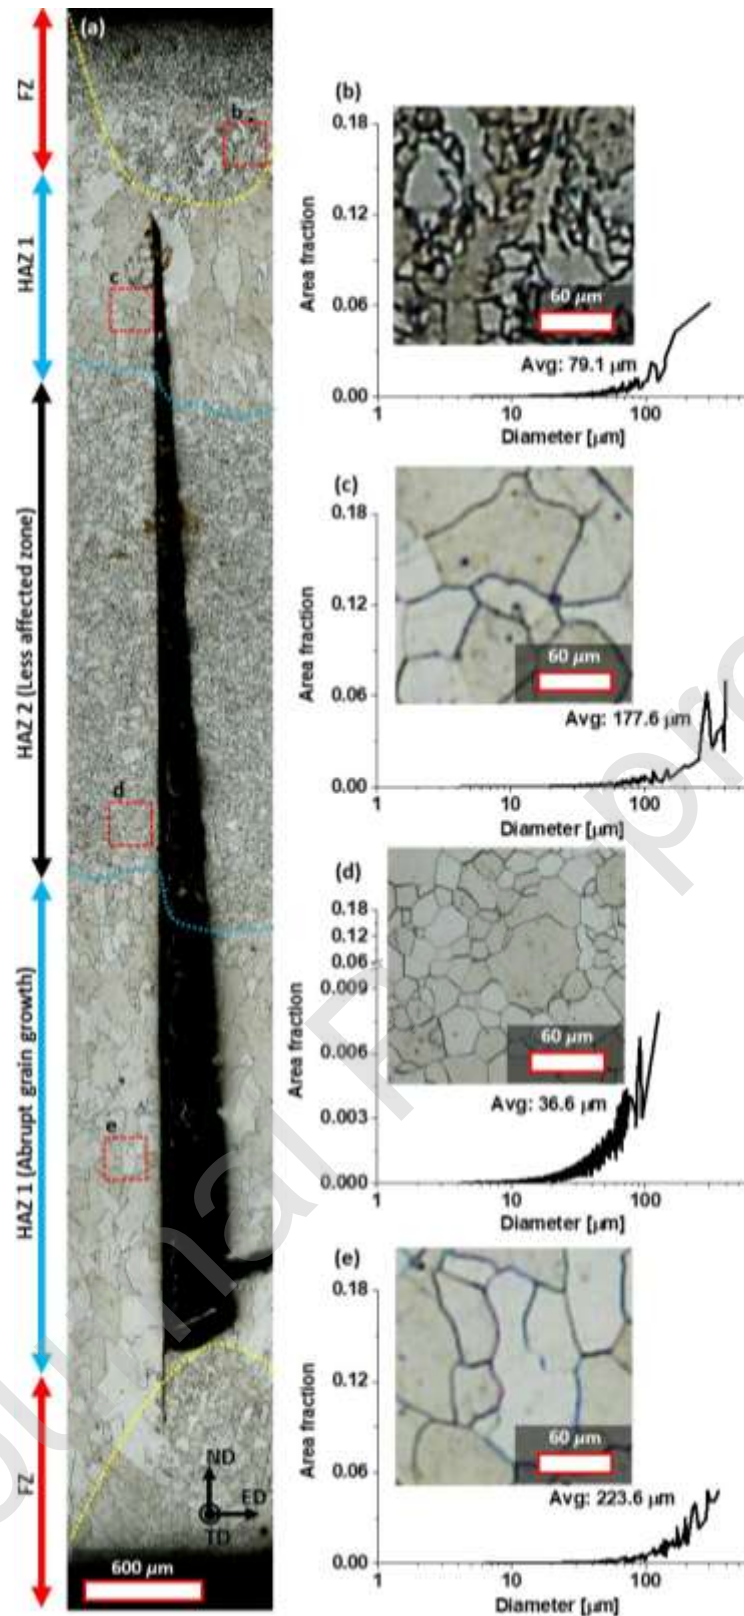 (a)
FZ
HAZ 1
HAZ 2 (Less affected zone)
HAZ 1 (Abrupt grain growth)
FZ
b
c
d
e
ND
ED
TD
600 µm
(b)
0.18
0.12
0.06
0.00
Area fraction
60 µm
Avg: 79.1 µm
1
10
100
Diameter [µm]
(c)
0.18
0.12
0.06
0.00
Area fraction
60 µm
Avg: 177.6 µm
1
10
100
Diameter [µm]
(d)
0.18
0.12
0.06
0.009
0.006
0.003
0.000
Area fraction
60 µm
Avg: 36.6 µm
1
10
100
Diameter [µm]
(e)
0.18
0.12
0.06
0.00
Area fraction
60 µm
Avg: 223.6 µm
1
10
100
Diameter [µm]